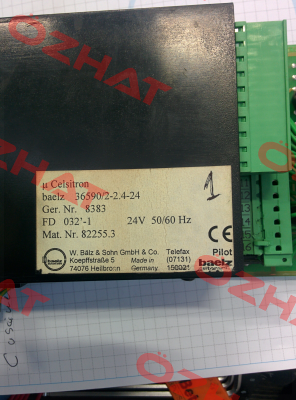 ÖZHAT
1
µ Celsitron
baelz 36590/2-2.4-24
Ger. Nr. 8383
FD 032'-1 24V 50/60 Hz
Mat. Nr. 82255.3
CE
W. Bälz & Sohn GmbH & Co. Telefax Pilot
Koepffstraße 5 Made in (07131) baelz
74076 Heilbronn Germany 150021